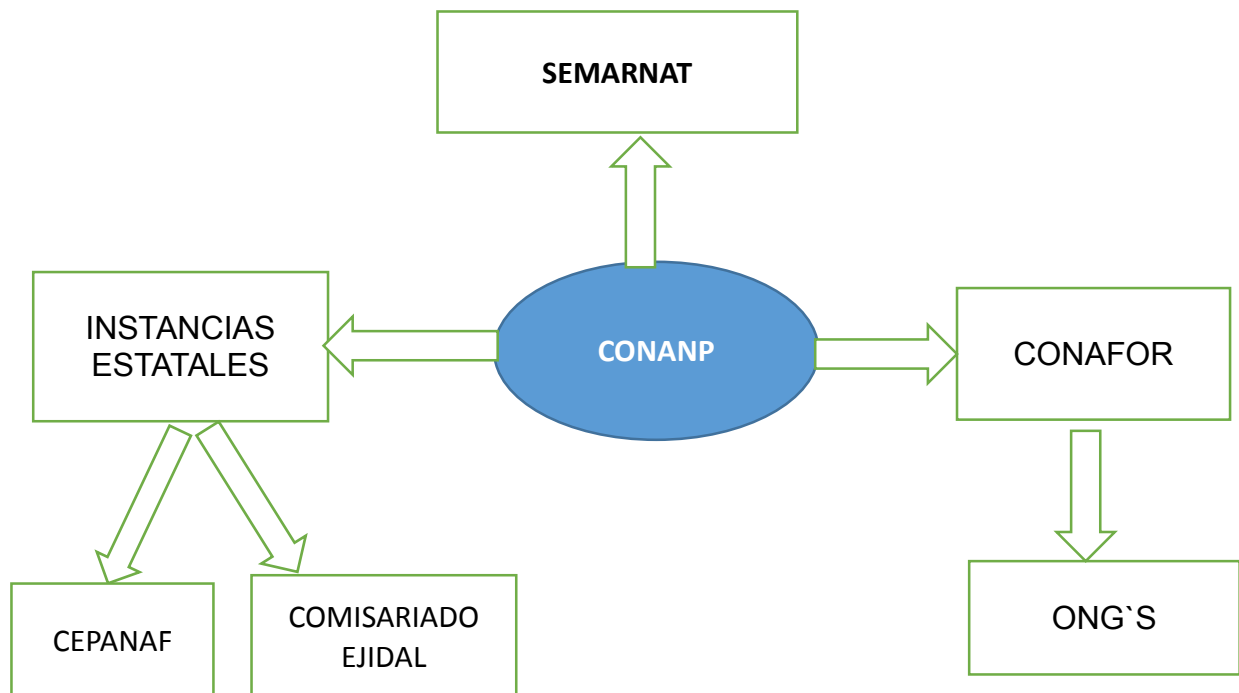 SEMARNAT
INSTANCIAS
ESTATALES
CONANP
CONAFOR
CEPANAF
COMISARIADO
EJIDAL
ONG`S